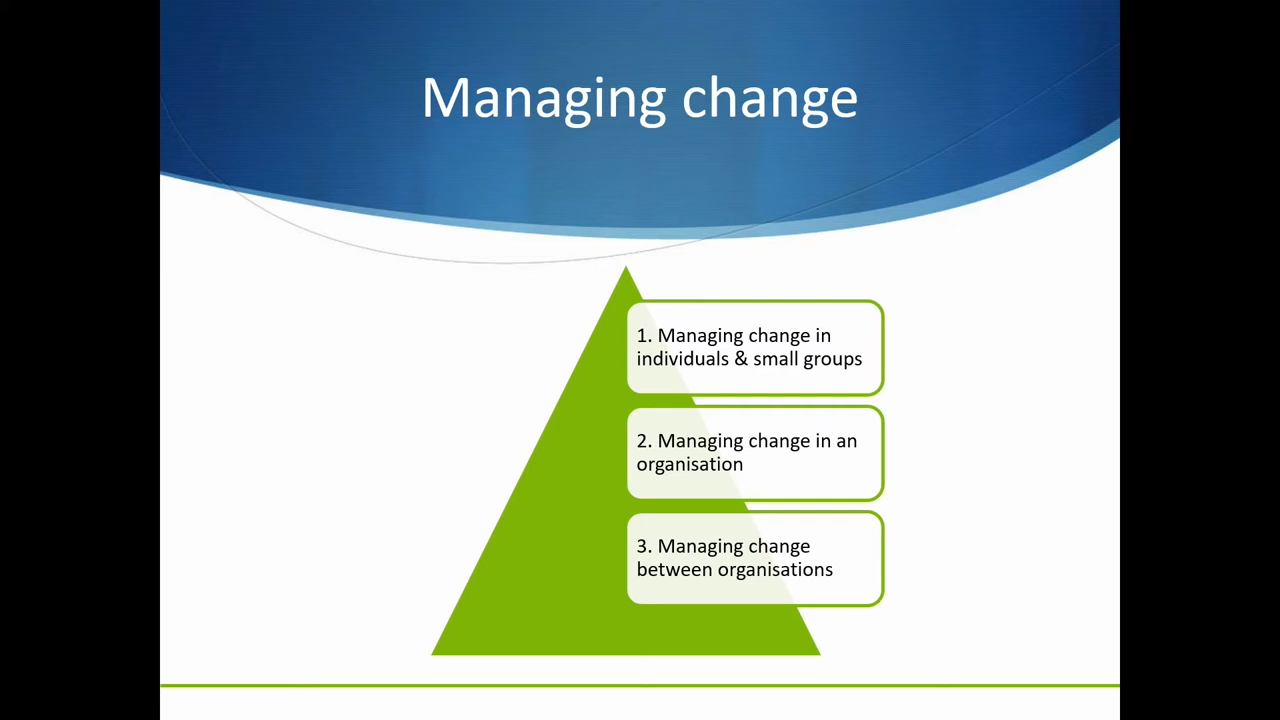 Managing change
1. Managing change in
individuals & small groups
2. Managing change in an
organisation
3. Managing change
between organisations